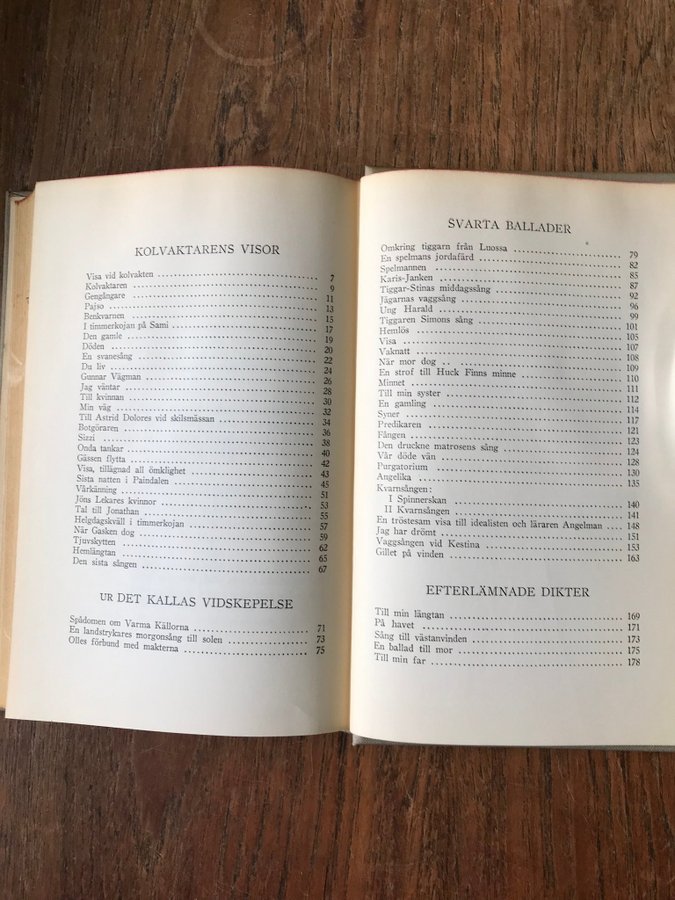 KOLVAKTARENS VISOR
Visa vid kolvakten ..... 7
Kolvaktaren ..... 9
Gengångare ..... 11
Pajso ..... 13
Benkvarnen ..... 15
I timmerkojan på Sami ..... 17
Den gamle ..... 19
Döden ..... 20
En svanesång ..... 22
Du liv ..... 24
Gunnar Vägman ..... 26
Jag väntar ..... 28
Till kvinnan ..... 30
Min väg ..... 32
Till Astrid Dolores vid skilsmässan ..... 34
Botgöraren ..... 36
Sizzi ..... 38
Onda tankar ..... 40
Gässen flytta ..... 42
Visa, tillägnad all ömklighet ..... 43
Sista natten i Paindalen ..... 45
Vårkänning ..... 51
Jöns Lekares kvinnor ..... 53
Tal till Jonathan ..... 55
Helgdagskväll i timmerkojan ..... 57
När Gasken dog ..... 59
Tjuvskytten ..... 62
Hemlängtan ..... 65
Den sista sången ..... 67
UR DET KALLAS VIDSKEPELSE
Spådomen om Varma Källorna ..... 71
En landstrykares morgonsång till solen ..... 73
Olles förbund med makterna ..... 75
SVARTA BALLADER
Omkring tiggarn från Luossa ..... 79
En spelmans jordafärd ..... 82
Spelmannen ..... 85
Karis-Janken ..... 87
Tiggar-Stinas middagssång ..... 92
Jägarnas vaggsång ..... 96
Ung Harald ..... 99
Tiggaren Simons sång ..... 101
Hemlös ..... 105
Visa ..... 107
Vaknatt ..... 108
När mor dog ..... 109
En strof till Huck Finns minne ..... 110
Minnet ..... 111
Till min syster ..... 112
En gamling ..... 114
Syner ..... 117
Predikaren ..... 121
Fången ..... 123
Den druckne matrosens sång ..... 124
Vår döde vän ..... 128
Purgatorium ..... 130
Angelika ..... 135
Kvarnsången:
I Spinnerskan ..... 140
II Kvarnsången ..... 141
En tröstesam visa till idealisten och läraren Angelman ..... 148
Jag har drömt ..... 151
Vaggsången vid Kestina ..... 153
Gillet på vinden ..... 163
EFTERLÄMNADE DIKTER
Till min längtan ..... 169
På havet ..... 171
Sång till västanvinden ..... 173
En ballad till mor ..... 175
Till min far ..... 178